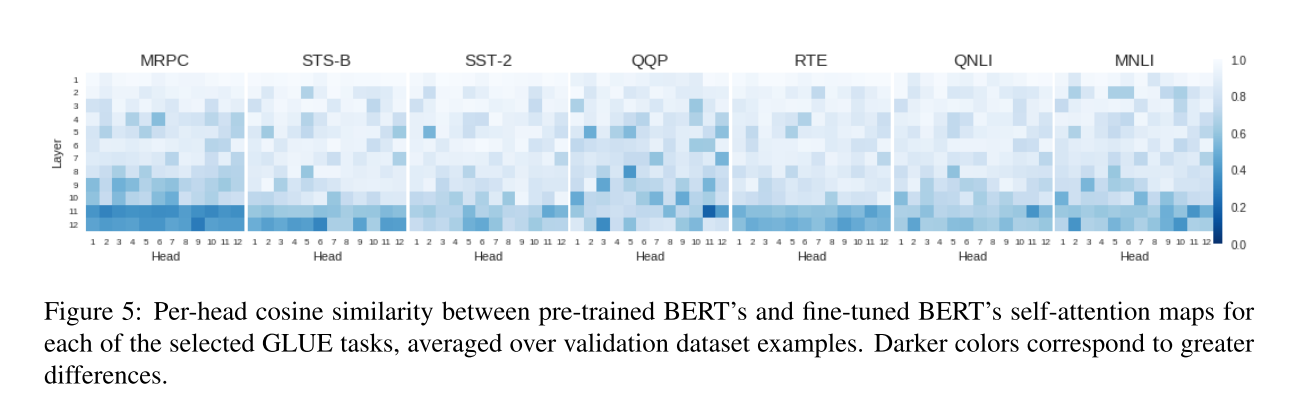 MRPC STS-B SST-2 QQP RTE QNLI MNLI
1.0
0.8
0.6
0.4
0.2
0.0
Layer
1
2
3
4
5
6
7
8
9
10
11
12
1 2 3 4 5 6 7 8 9 10 11 12 1 2 3 4 5 6 7 8 9 10 11 12 1 2 3 4 5 6 7 8 9 10 11 12 1 2 3 4 5 6 7 8 9 10 11 12 1 2 3 4 5 6 7 8 9 10 11 12 1 2 3 4 5 6 7 8 9 10 11 12 1 2 3 4 5 6 7 8 9 10 11 12
Head Head Head Head Head Head Head
Figure 5: Per-head cosine similarity between pre-trained BERT's and fine-tuned BERT's self-attention maps for
each of the selected GLUE tasks, averaged over validation dataset examples. Darker colors correspond to greater
differences.